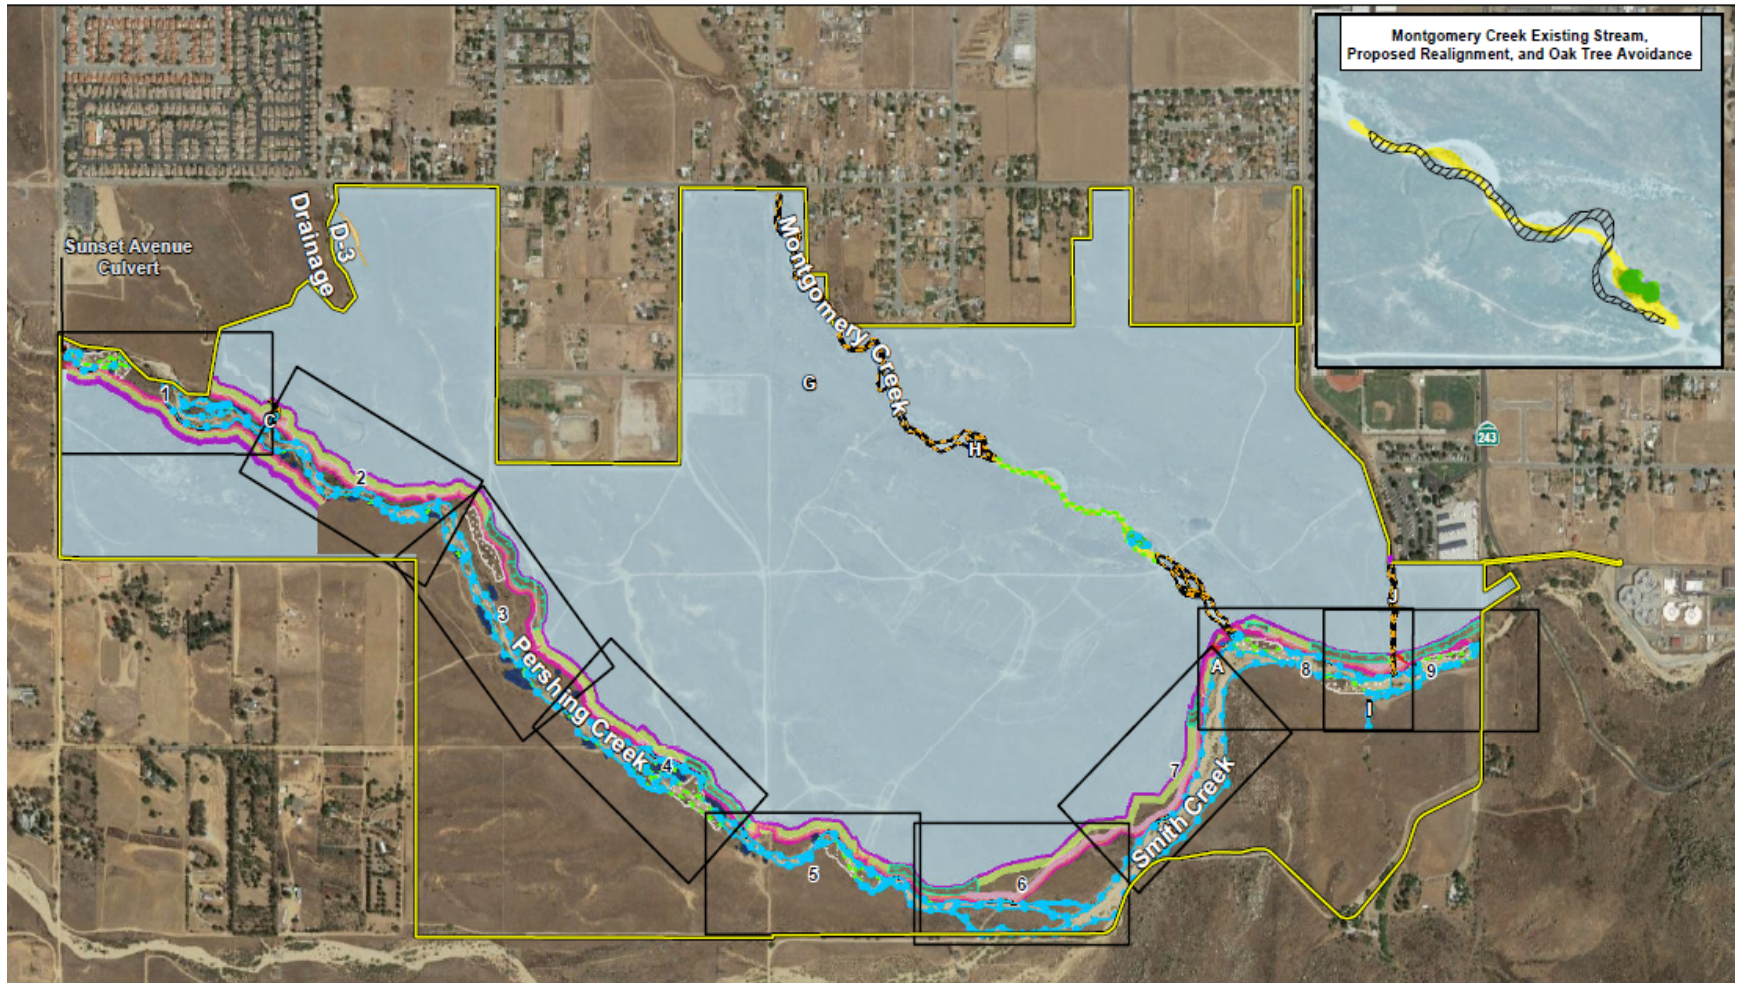 Montgomery Creek Existing Stream,
Proposed Realignment, and Oak Tree Avoidance
Drainage
D-3
Sunset Avenue
Culvert
Montgomery Creek
G
H
243
1
C
2
3
Pershing Creek
4
5
6
7
Smith Creek
A
8
9
I
J